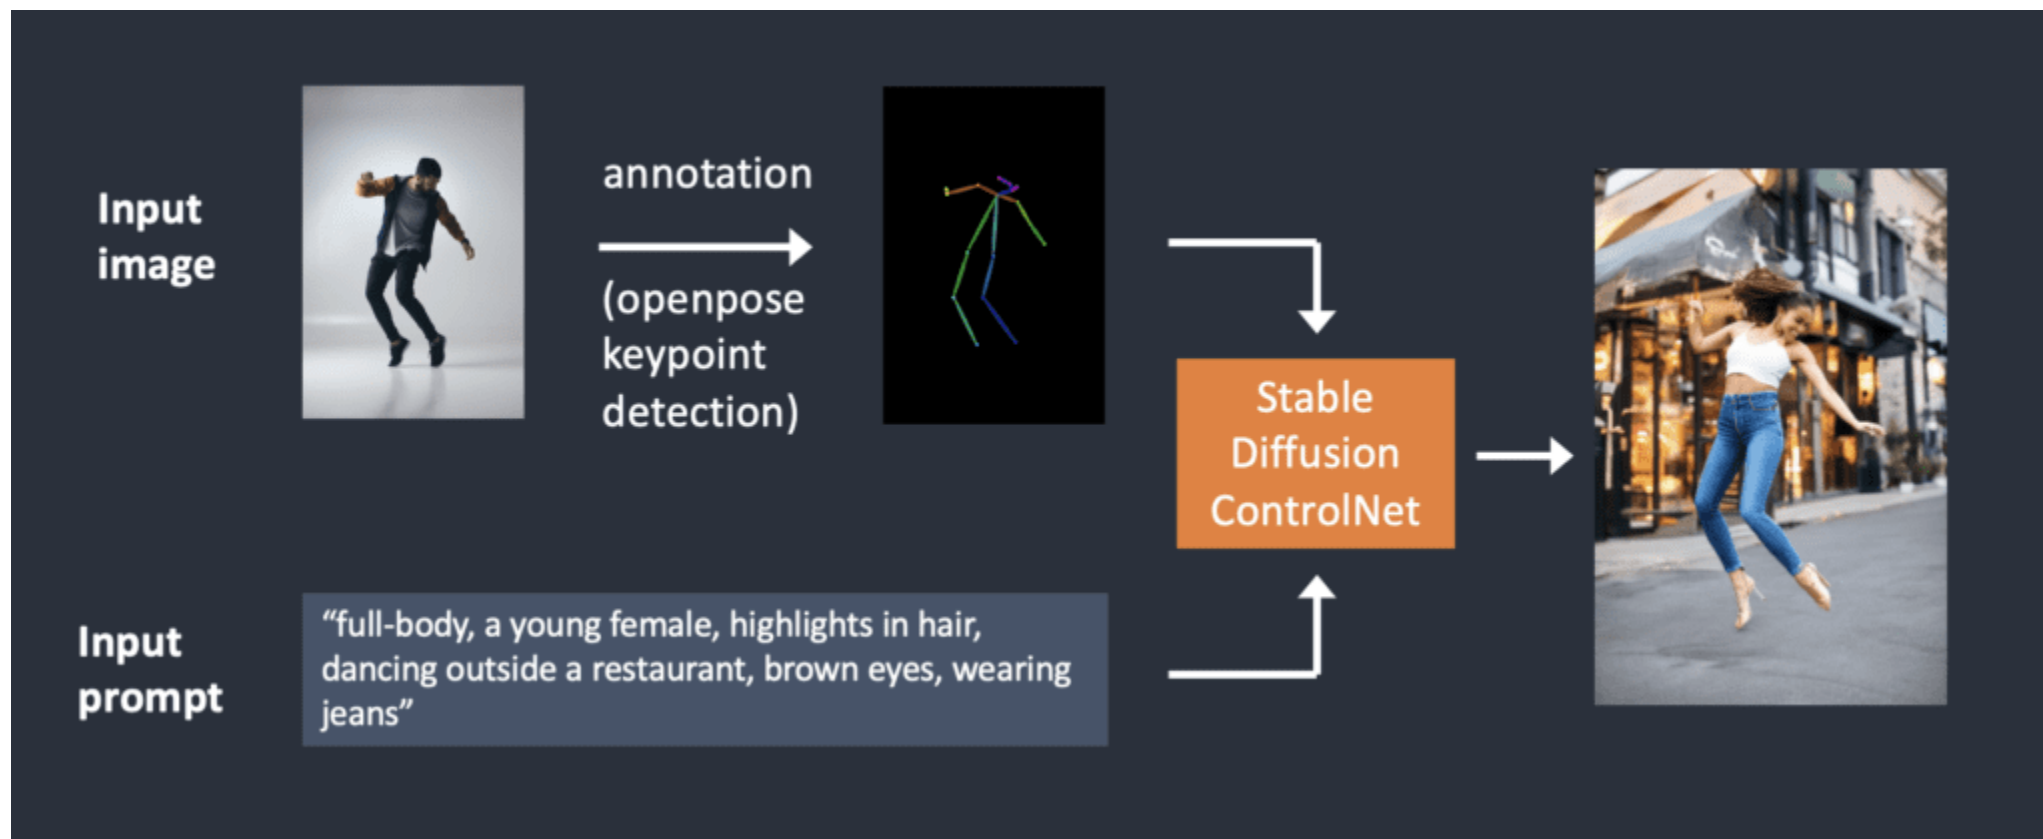 Input
image
annotation
(openpose
keypoint
detection)
Stable
Diffusion
ControlNet
Input
prompt
“full-body, a young female, highlights in hair,
dancing outside a restaurant, brown eyes, wearing
jeans”